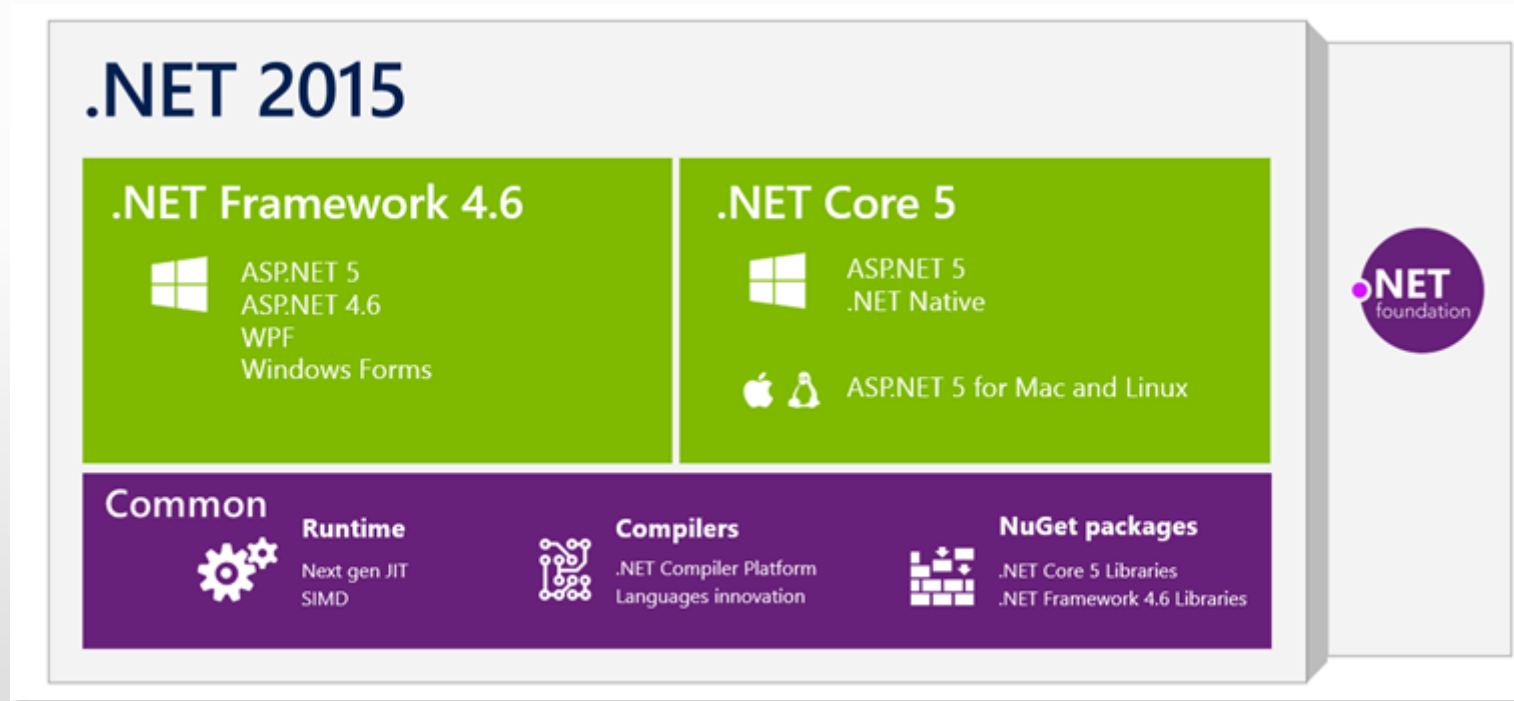 .NET 2015
.NET Framework 4.6
ASP.NET 5
ASP.NET 4.6
WPF
Windows Forms
.NET Core 5
ASP.NET 5
.NET Native
ASP.NET 5 for Mac and Linux
Common
Runtime
Next gen JIT
SIMD
Compilers
.NET Compiler Platform
Languages innovation
NuGet packages
.NET Core 5 Libraries
.NET Framework 4.6 Libraries
.NET
foundation